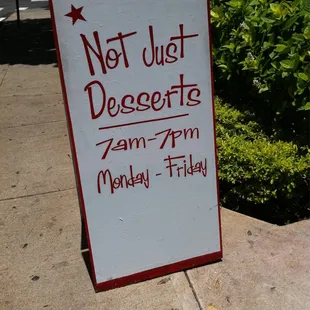 Not Just
Desserts
7am-7pm
Monday - Friday